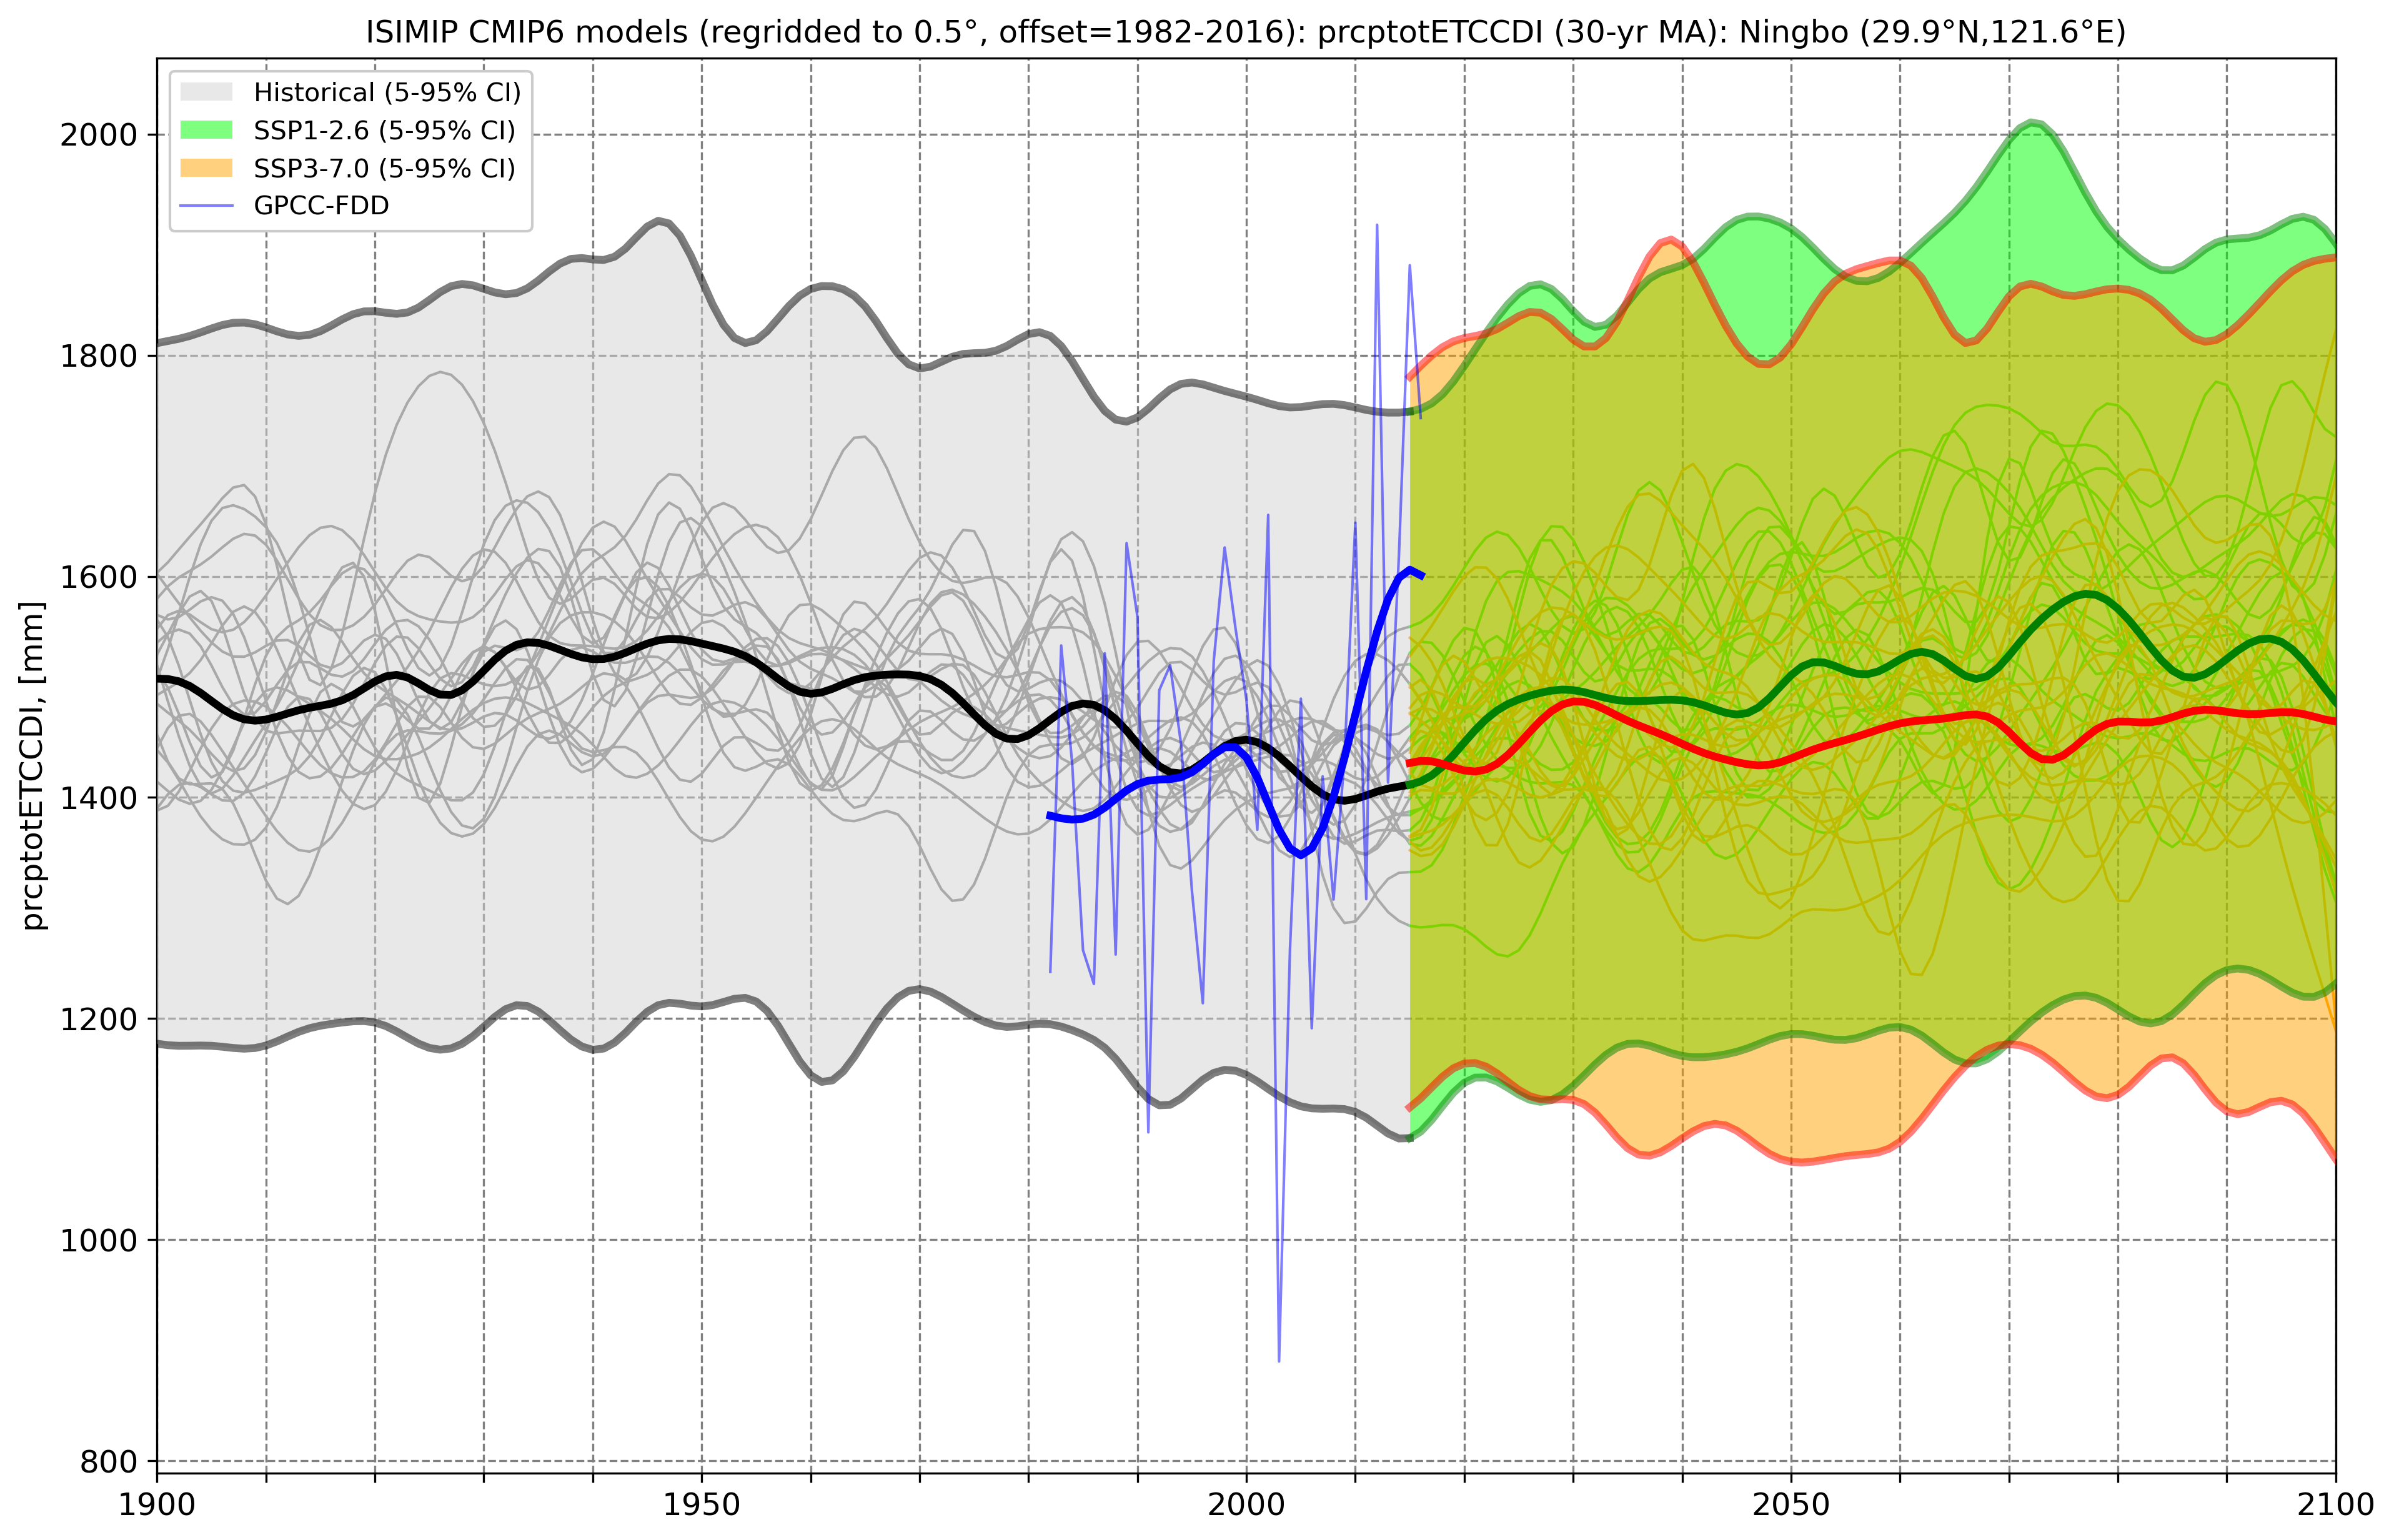 ISIMIP CMIP6 models (regridded to 0.5°, offset=1982-2016): prcptotETCCDI (30-yr MA): Ningbo (29.9°N,121.6°E)
Historical (5-95% CI)
SSP1-2.6 (5-95% CI)
SSP3-7.0 (5-95% CI)
GPCC-FDD
prcptotETCCDI, [mm]
2000
1800
1600
1400
1200
1000
800
1900
1950
2000
2050
2100